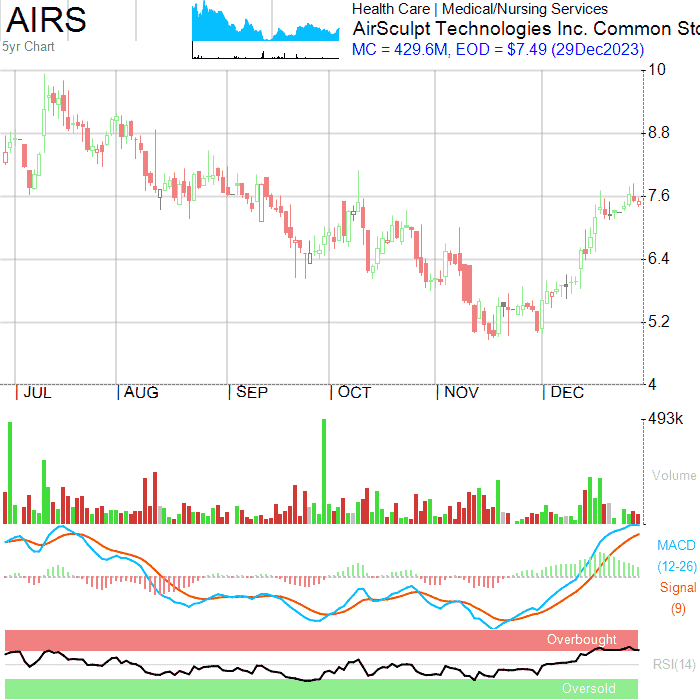 AIRS
5yr Chart
Health Care | Medical/Nursing Services
AirSculpt Technologies Inc. Common Sto
MC = 429.6M, EOD = $7.49 (29Dec2023)
10
8.8
7.6
6.4
5.2
4
JUL
AUG
SEP
OCT
NOV
DEC
493k
Volume
MACD
(12-26)
Signal
(9)
Overbought
RSI(14)
Oversold